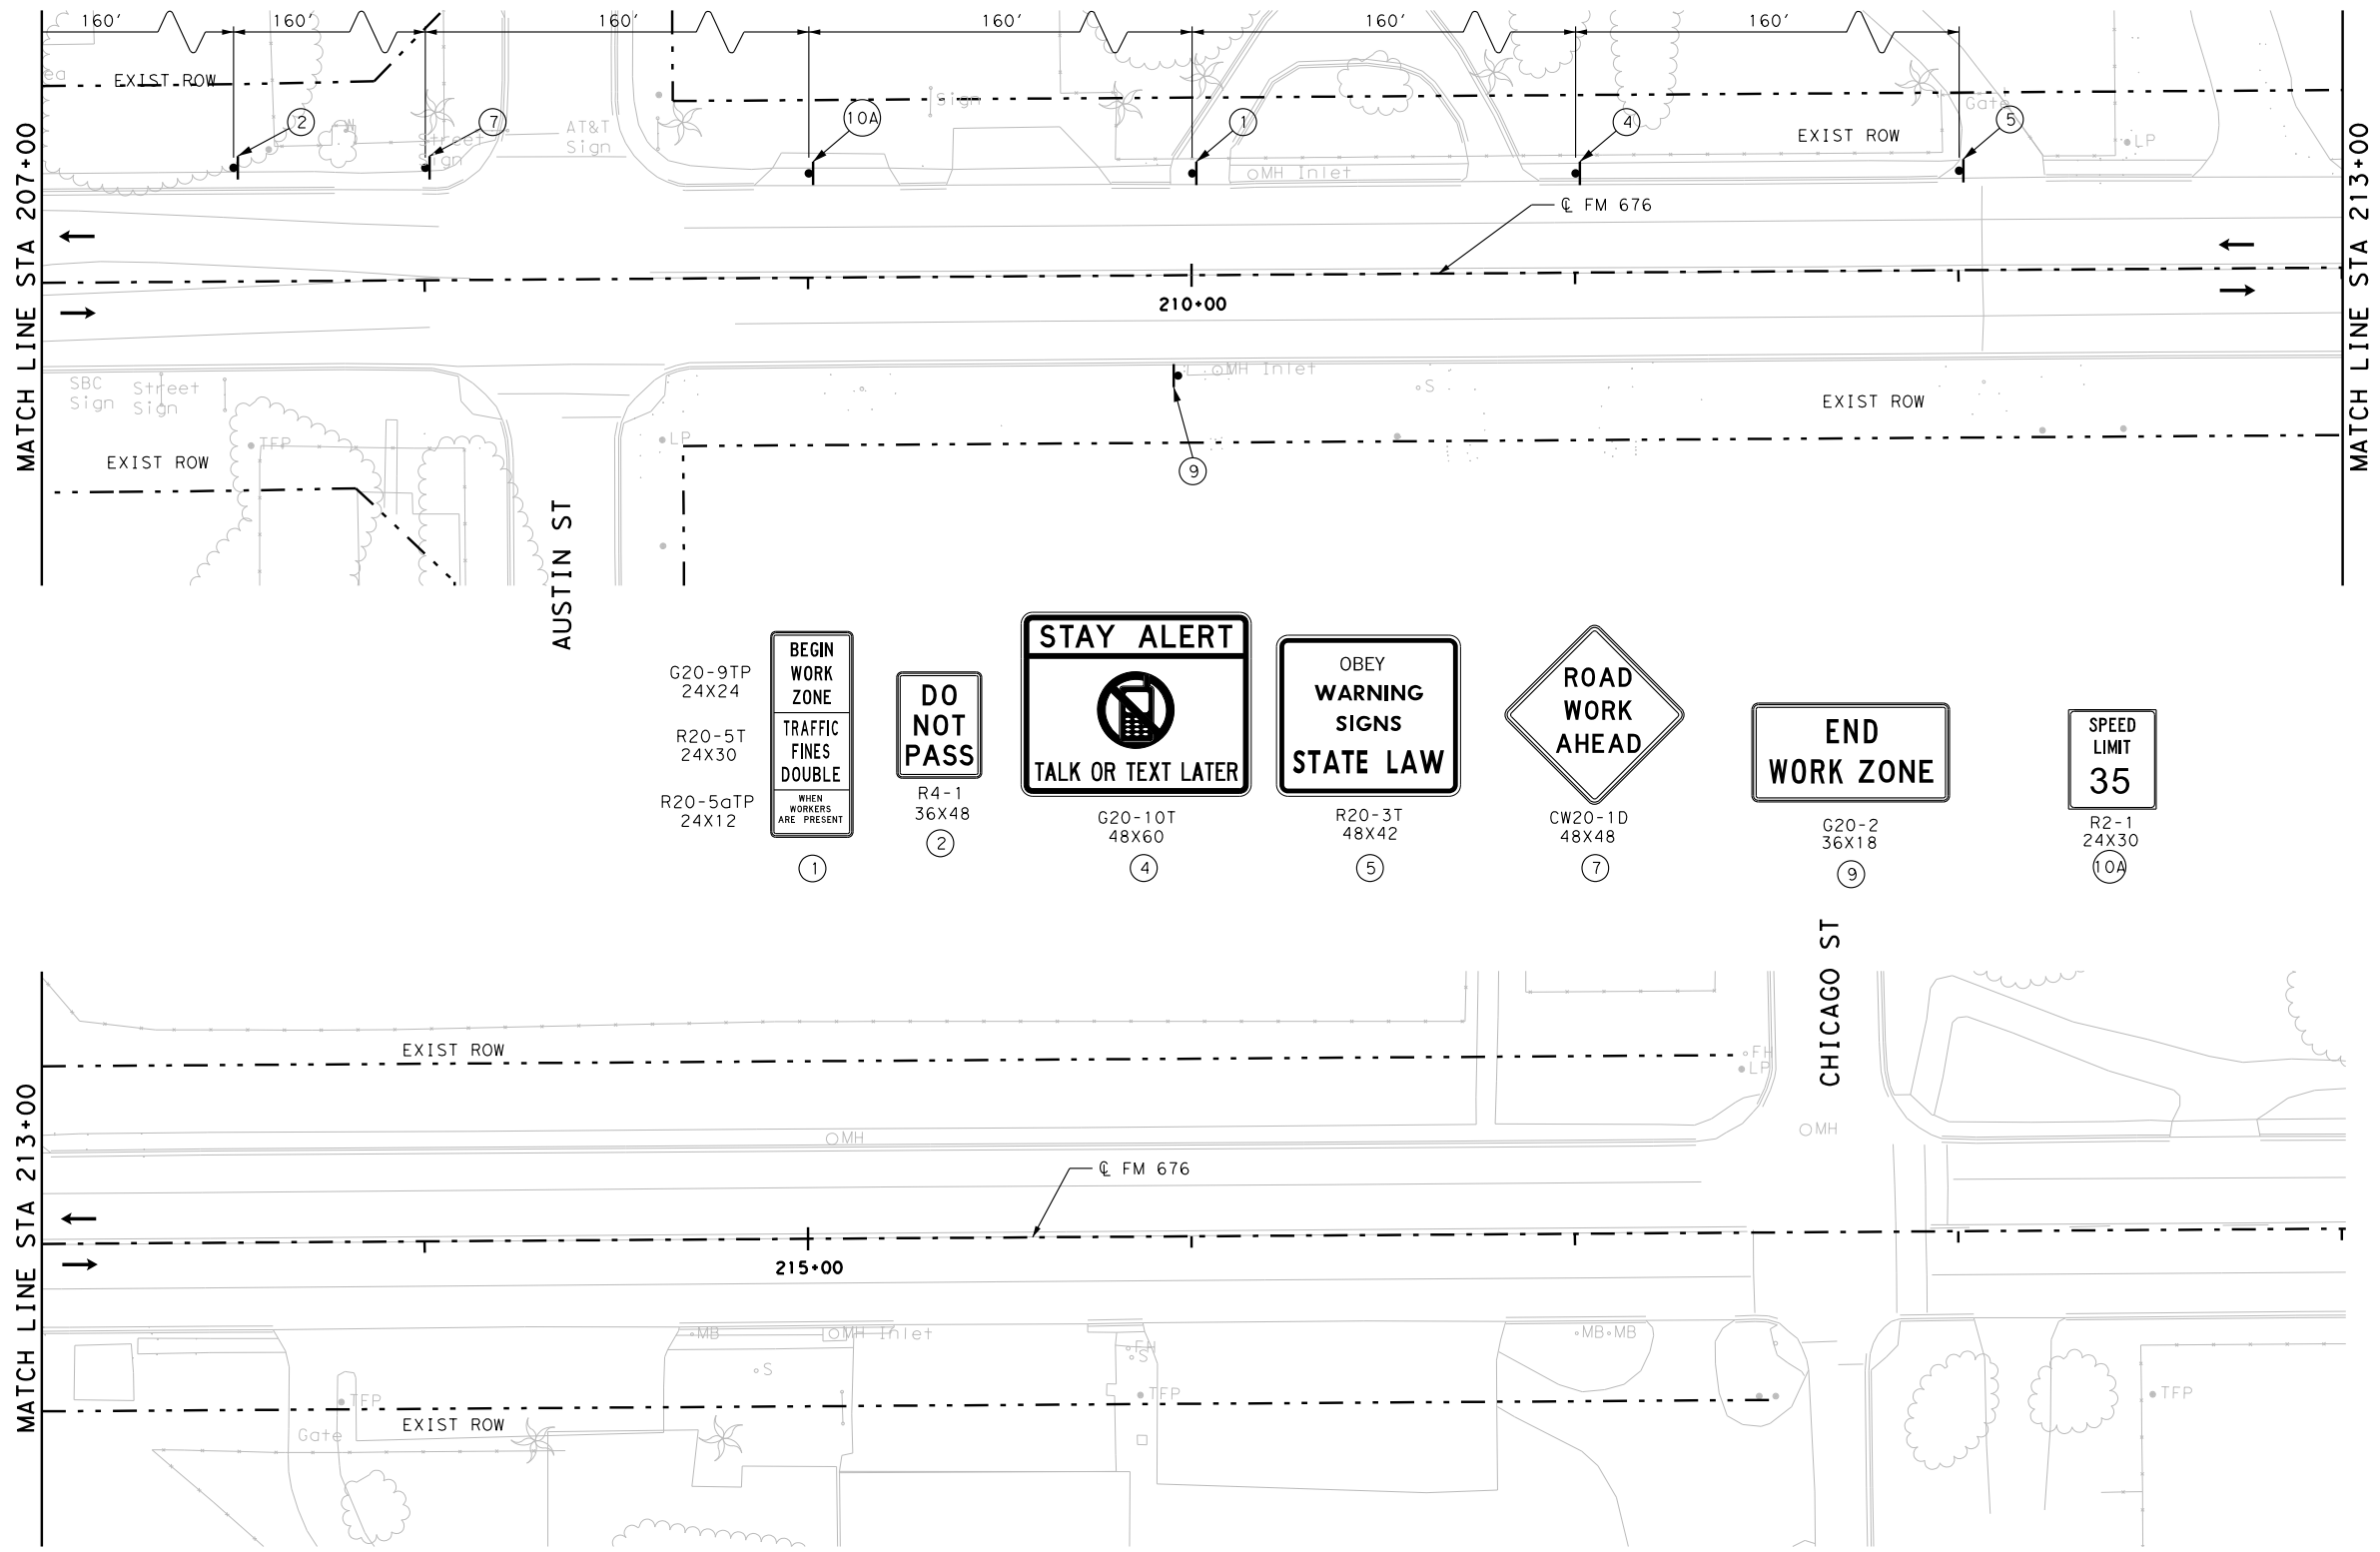 160' 160' 160' 160' 160' 160'
ea
EXIST ROW
2
7
Street
Sign
AT&T
Sign
10A
Sign
1
4
5
Gate
EXIST ROW
LP
MH Inlet
MATCH LINE STA 207+00
MATCH LINE STA 213+00
℄ FM 676
210+00
SBC
Sign
Street
Sign
MH Inlet
S
EXIST ROW
TFP
LP
EXIST ROW
9
AUSTIN ST
G20-9TP
24X24
R20-5T
24X30
R20-5aTP
24X12
BEGIN
WORK
ZONE
TRAFFIC
FINES
DOUBLE
WHEN
WORKERS
ARE PRESENT
1
DO
NOT
PASS
R4-1
36X48
2
STAY ALERT
TALK OR TEXT LATER
G20-10T
48X60
4
OBEY
WARNING
SIGNS
STATE LAW
R20-3T
48X42
5
ROAD
WORK
AHEAD
CW20-1D
48X48
7
END
WORK ZONE
G20-2
36X18
9
SPEED
LIMIT
35
R2-1
24X30
10A
CHICAGO ST
EXIST ROW
FH
LP
MH
MH
MATCH LINE STA 213+00
℄ FM 676
215+00
MB
MH Inlet
S
FH
S
MB MB
TFP
TFP
TFP
EXIST ROW
Gate